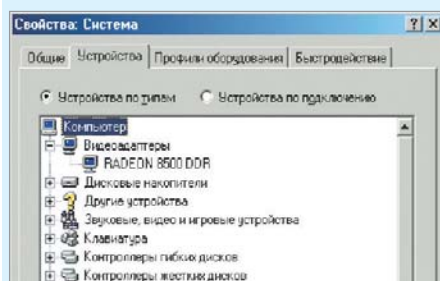 Свойства: Система
Общие Устройства Профили оборудования Быстродействие
Устройства по типам Устройства по подключению
Компьютер
Видеоадаптеры
RADEON 8500 DDR
Дисковые накопители
Другие устройства
Звуковые, видео и игровые устройства
Клавиатура
Контроллеры гибких дисков
Контроллеры жестких дисков